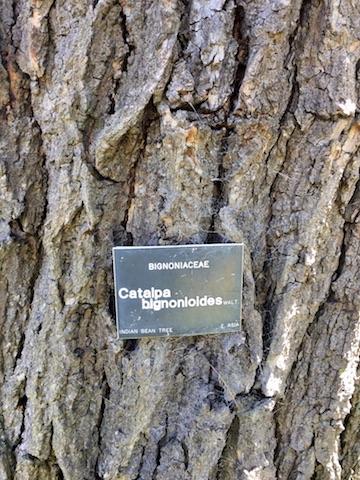 BIGNONIACEAE
Catalpa
bignonioides WALT
INDIAN BEAN TREE E. ASIA